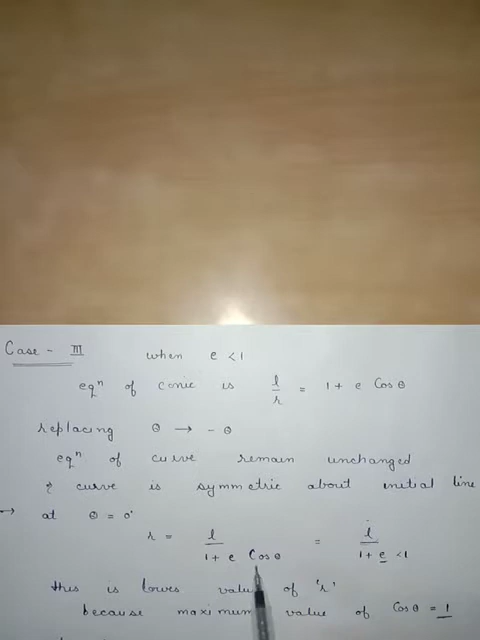 Case - III when e < 1
eqⁿ of conic is l/r = 1 + e Cos θ
replacing θ → - θ
eqⁿ of curve remain unchanged
& curve is symmetric about initial line
→ at θ = 0°
r = l/(1 + e Cos θ) = l/(1 + e < 1)
this is lowes value of 'r'
because maximum value of Cos θ = 1